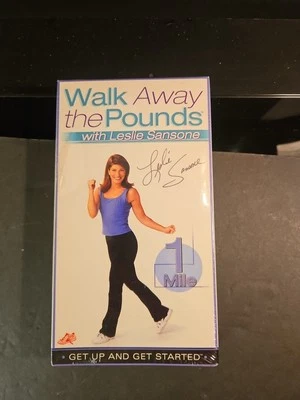 Walk Away
the Pounds
with Leslie Sansone
Leslie Sansone
1
Mile
GET UP AND GET STARTED